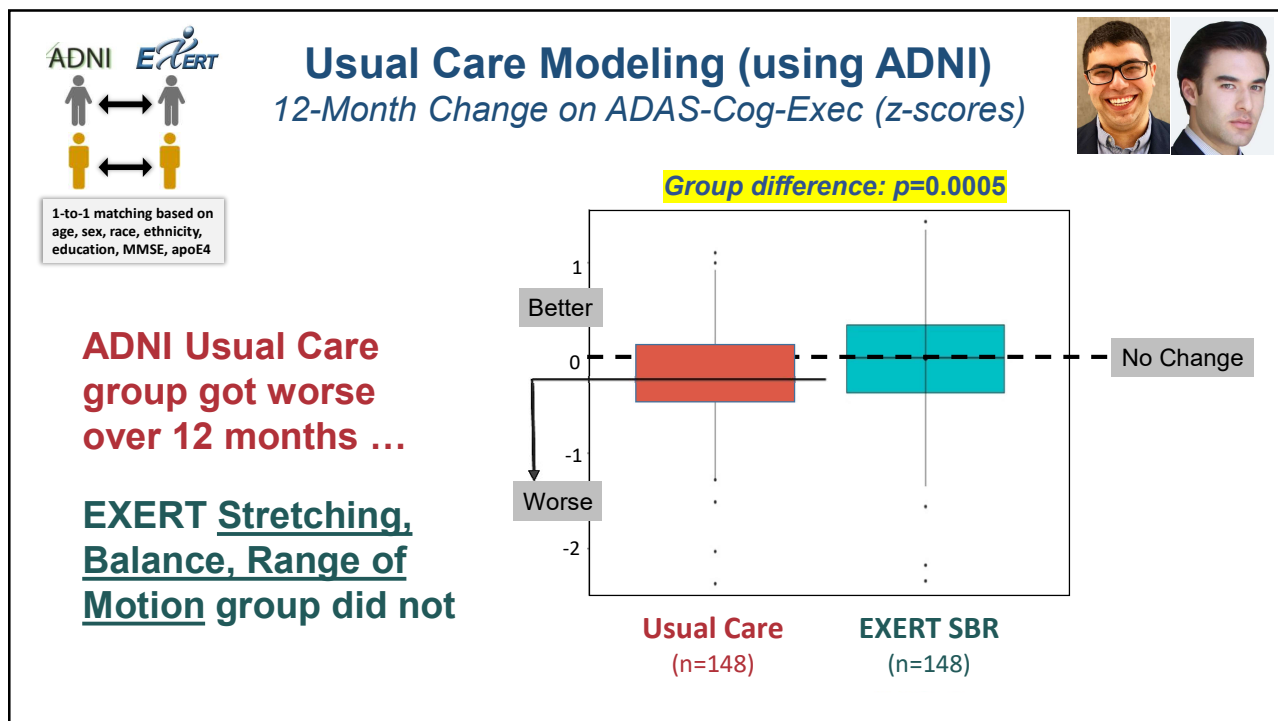 ADNI EXERT
Usual Care Modeling (using ADNI)
12-Month Change on ADAS-Cog-Exec (z-scores)
1-to-1 matching based on
age, sex, race, ethnicity,
education, MMSE, apoE4
Group difference: p=0.0005
ADNI Usual Care
group got worse
over 12 months …
EXERT Stretching,
Balance, Range of
Motion group did not
1
Better
0
No Change
-1
Worse
-2
Usual Care
(n=148)
EXERT SBR
(n=148)